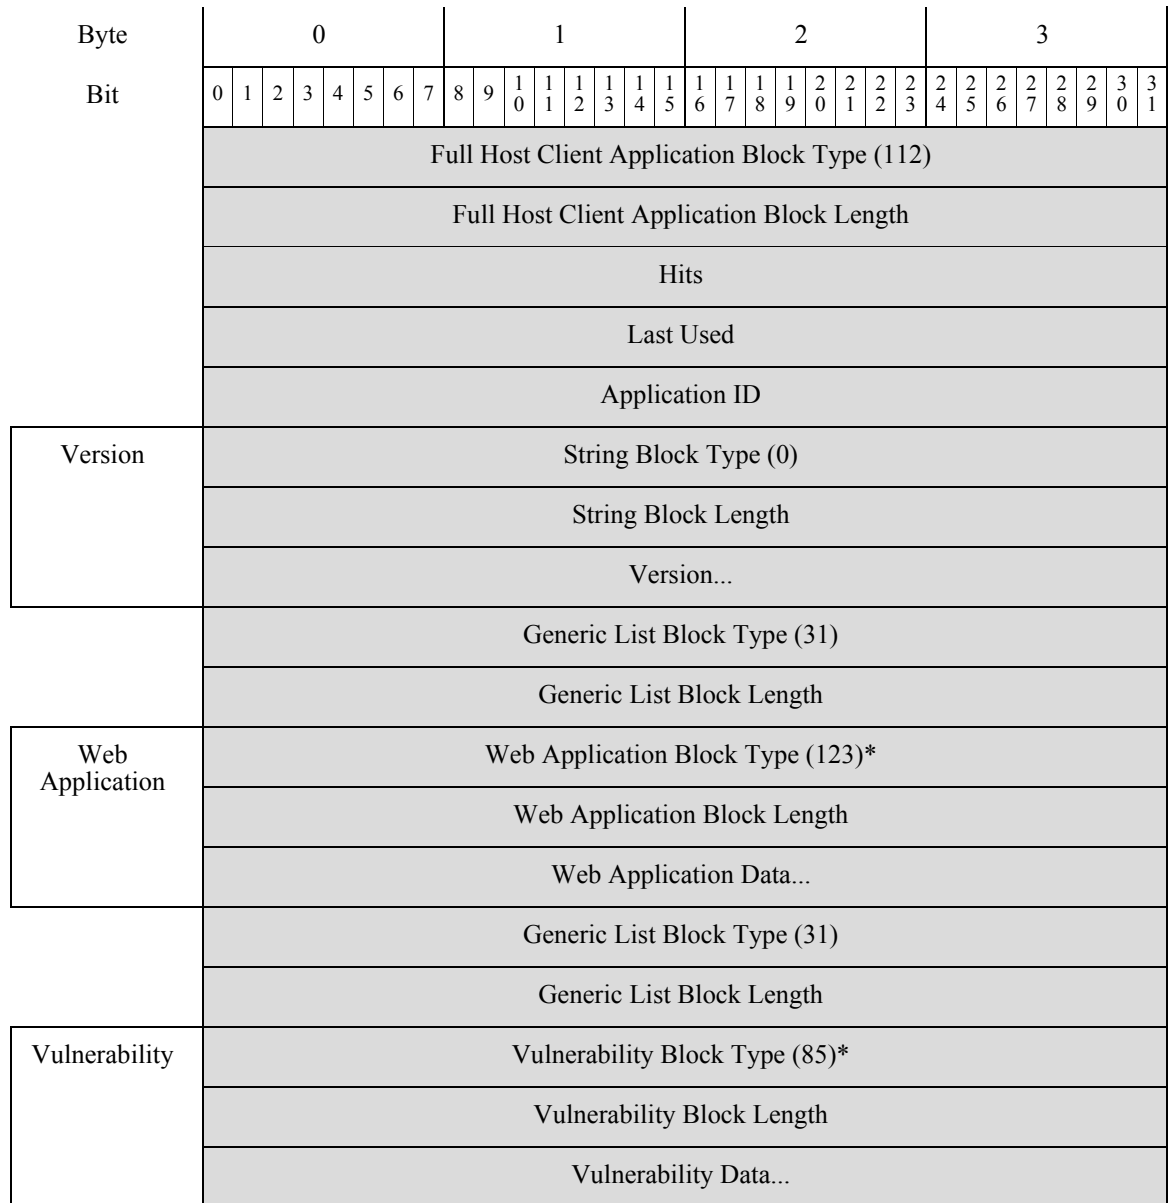 Byte 0 1 2 3
Bit 0 1 2 3 4 5 6 7 8 9 10 11 12 13 14 15 16 17 18 19 20 21 22 23 24 25 26 27 28 29 30 31
Full Host Client Application Block Type (112)
Full Host Client Application Block Length
Hits
Last Used
Application ID
Version String Block Type (0)
String Block Length
Version...
Generic List Block Type (31)
Generic List Block Length
Web
Application
Web Application Block Type (123)*
Web Application Block Length
Web Application Data...
Generic List Block Type (31)
Generic List Block Length
Vulnerability Vulnerability Block Type (85)*
Vulnerability Block Length
Vulnerability Data...